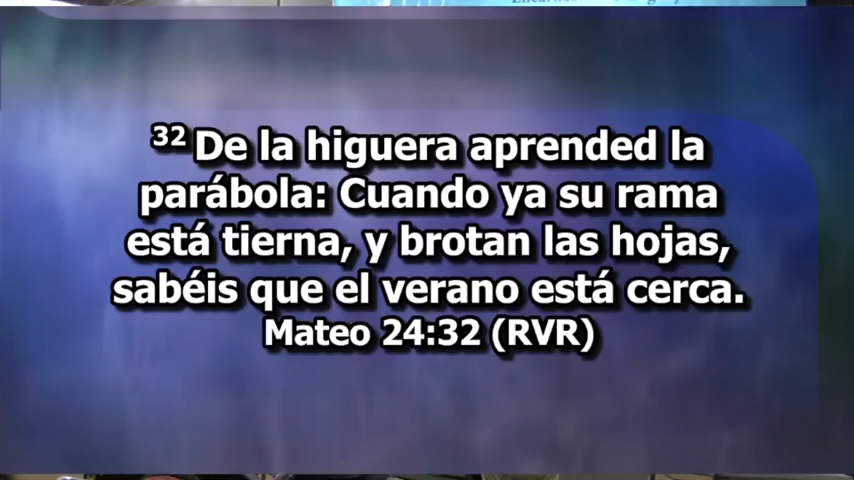 32 De la higuera aprended la
parábola: Cuando ya su rama
está tierna, y brotan las hojas,
sabéis que el verano está cerca.
Mateo 24:32 (RVR)